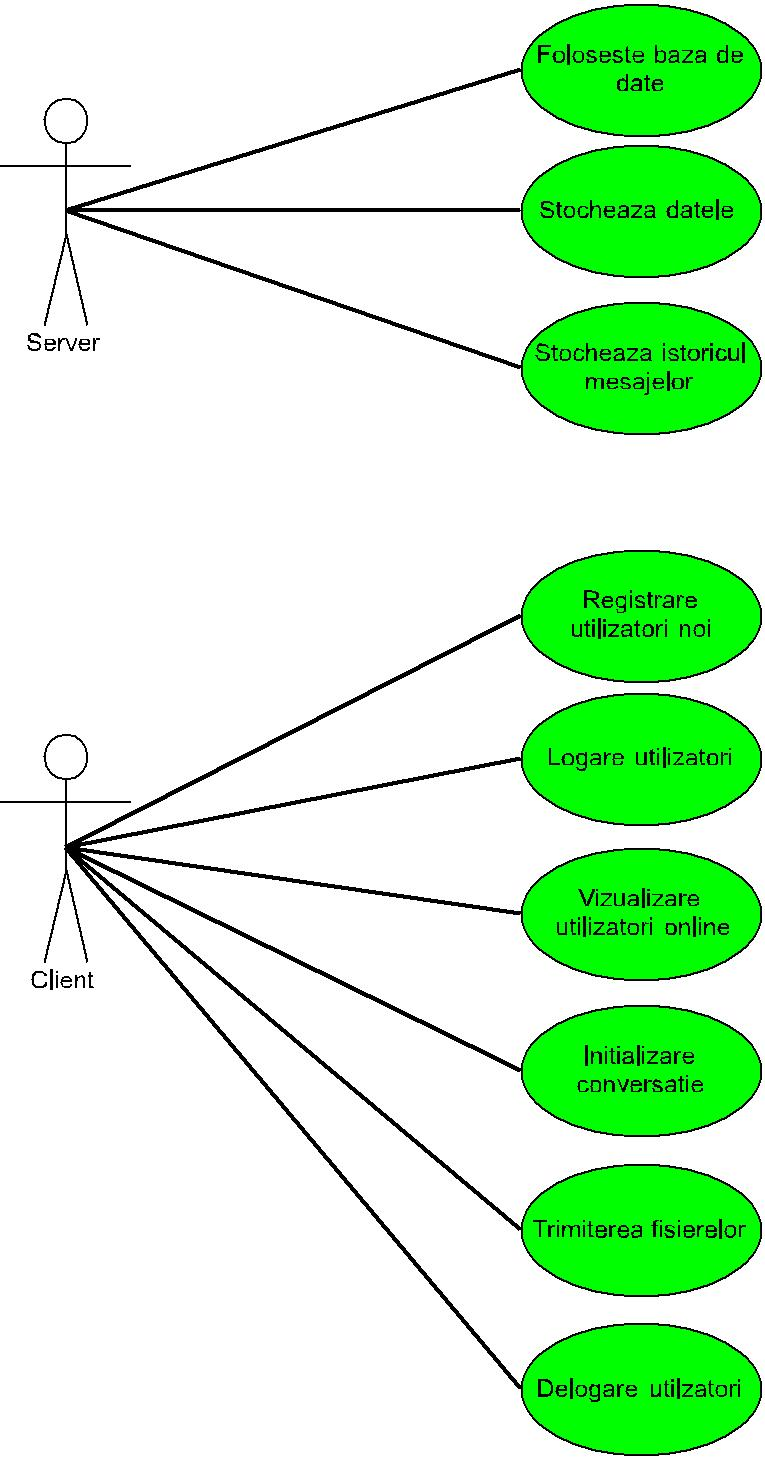 Foloseste baza de
date
Stocheaza datele
Server
Stocheaza istoricul
mesajelor
Registrare
utilizatori noi
Logare utilizatori
Vizualizare
utilizatori online
Client
Initializare
conversatie
Trimiterea fisierelor
Delogare utilzatori